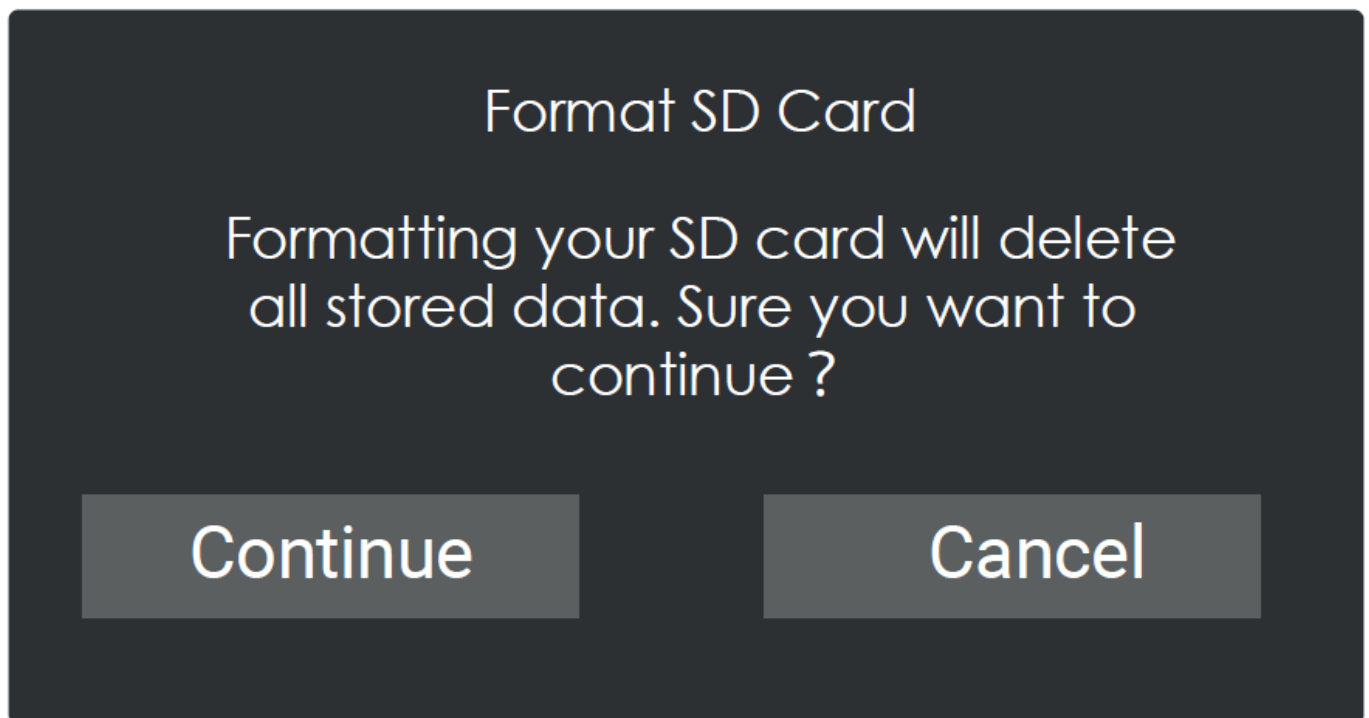 Format SD Card
Formatting your SD card will delete
all stored data. Sure you want to
continue ?
Continue
Cancel